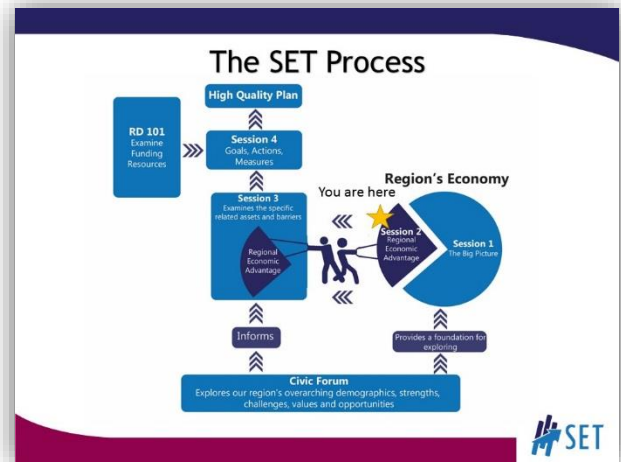 The SET Process
High Quality Plan
RD 101
Examine
Funding
Resources
Session 4
Goals, Actions,
Measures
Session 3
Examines the specific
related assets and barriers
Regional
Economic
Advantage
You are here
Region's Economy
Session 2
Regional
Economic
Advantage
Session 1
The Big Picture
Informs
Provides a foundation for
exploring
Civic Forum
Explores our region's overarching demographics, strengths,
challenges, values and opportunities
SET